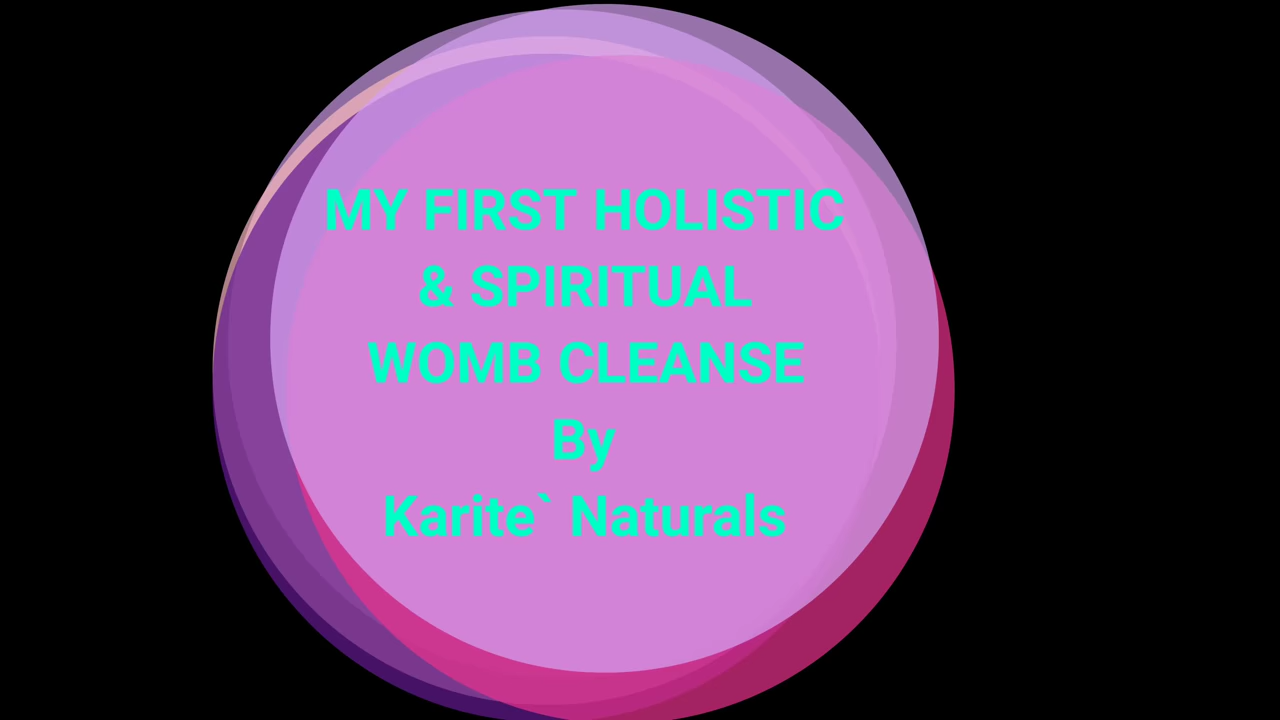 MY FIRST HOLISTIC
& SPIRITUAL
WOMB CLEANSE
By
Karite` Naturals